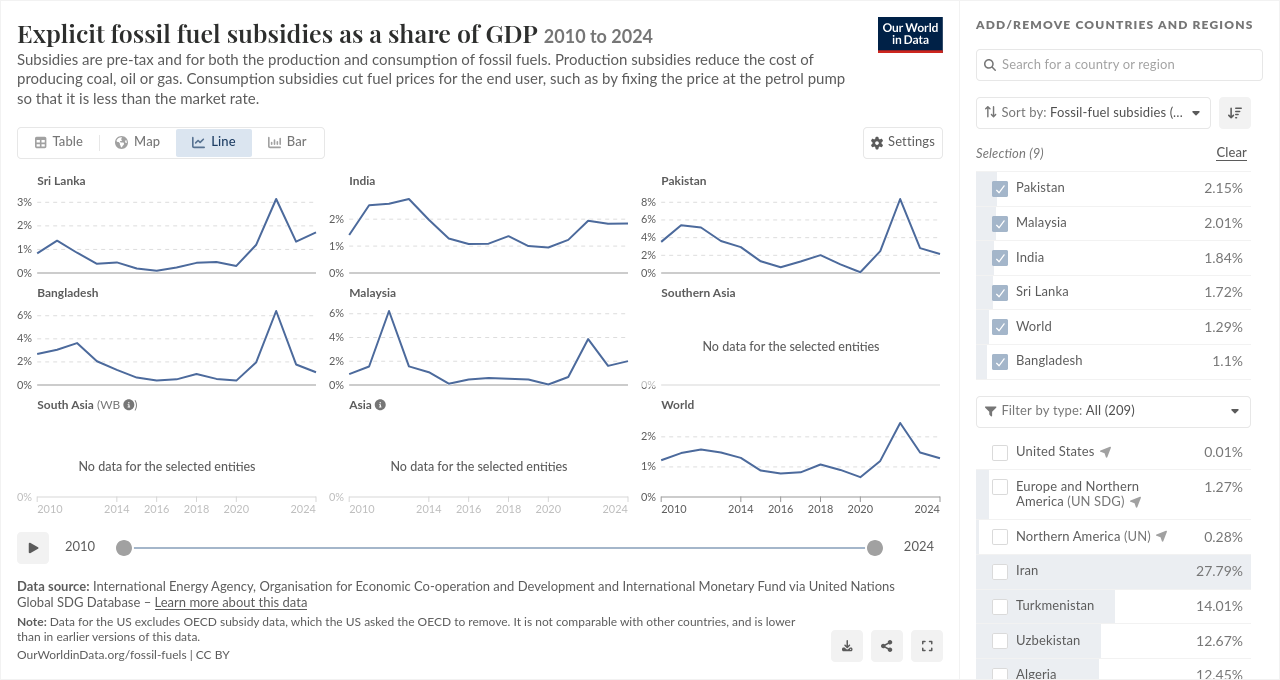 Explicit fossil fuel subsidies as a share of GDP 2010 to 2024
Our World
in Data
Subsidies are pre-tax and for both the production and consumption of fossil fuels. Production subsidies reduce the cost of
producing coal, oil or gas. Consumption subsidies cut fuel prices for the end user, such as by fixing the price at the petrol pump
so that it is less than the market rate.
Table
Map
Line
Bar
Settings
Sri Lanka
3%
2%
1%
0%
India
2%
1%
0%
Pakistan
8%
6%
4%
2%
0%
Bangladesh
6%
4%
2%
0%
Malaysia
6%
4%
2%
0%
Southern Asia
No data for the selected entities
0%
South Asia (WB)
No data for the selected entities
0%
2010 2014 2016 2018 2020 2024
Asia
No data for the selected entities
0%
2010 2014 2016 2018 2020 2024
World
2%
1%
0%
2010 2014 2016 2018 2020 2024
2010
2024
Data source: International Energy Agency, Organisation for Economic Co-operation and Development and International Monetary Fund via United Nations
Global SDG Database – Learn more about this data
Note: Data for the US excludes OECD subsidy data, which the US asked the OECD to remove. It is not comparable with other countries, and is lower
than in earlier versions of this data.
OurWorldinData.org/fossil-fuels | CC BY
ADD/REMOVE COUNTRIES AND REGIONS
Search for a country or region
Sort by: Fossil-fuel subsidies (...
Selection (9)
Clear
Pakistan 2.15%
Malaysia 2.01%
India 1.84%
Sri Lanka 1.72%
World 1.29%
Bangladesh 1.1%
Filter by type: All (209)
United States 0.01%
Europe and Northern
America (UN SDG) 1.27%
Northern America (UN) 0.28%
Iran 27.79%
Turkmenistan 14.01%
Uzbekistan 12.67%
Algeria 12.45%